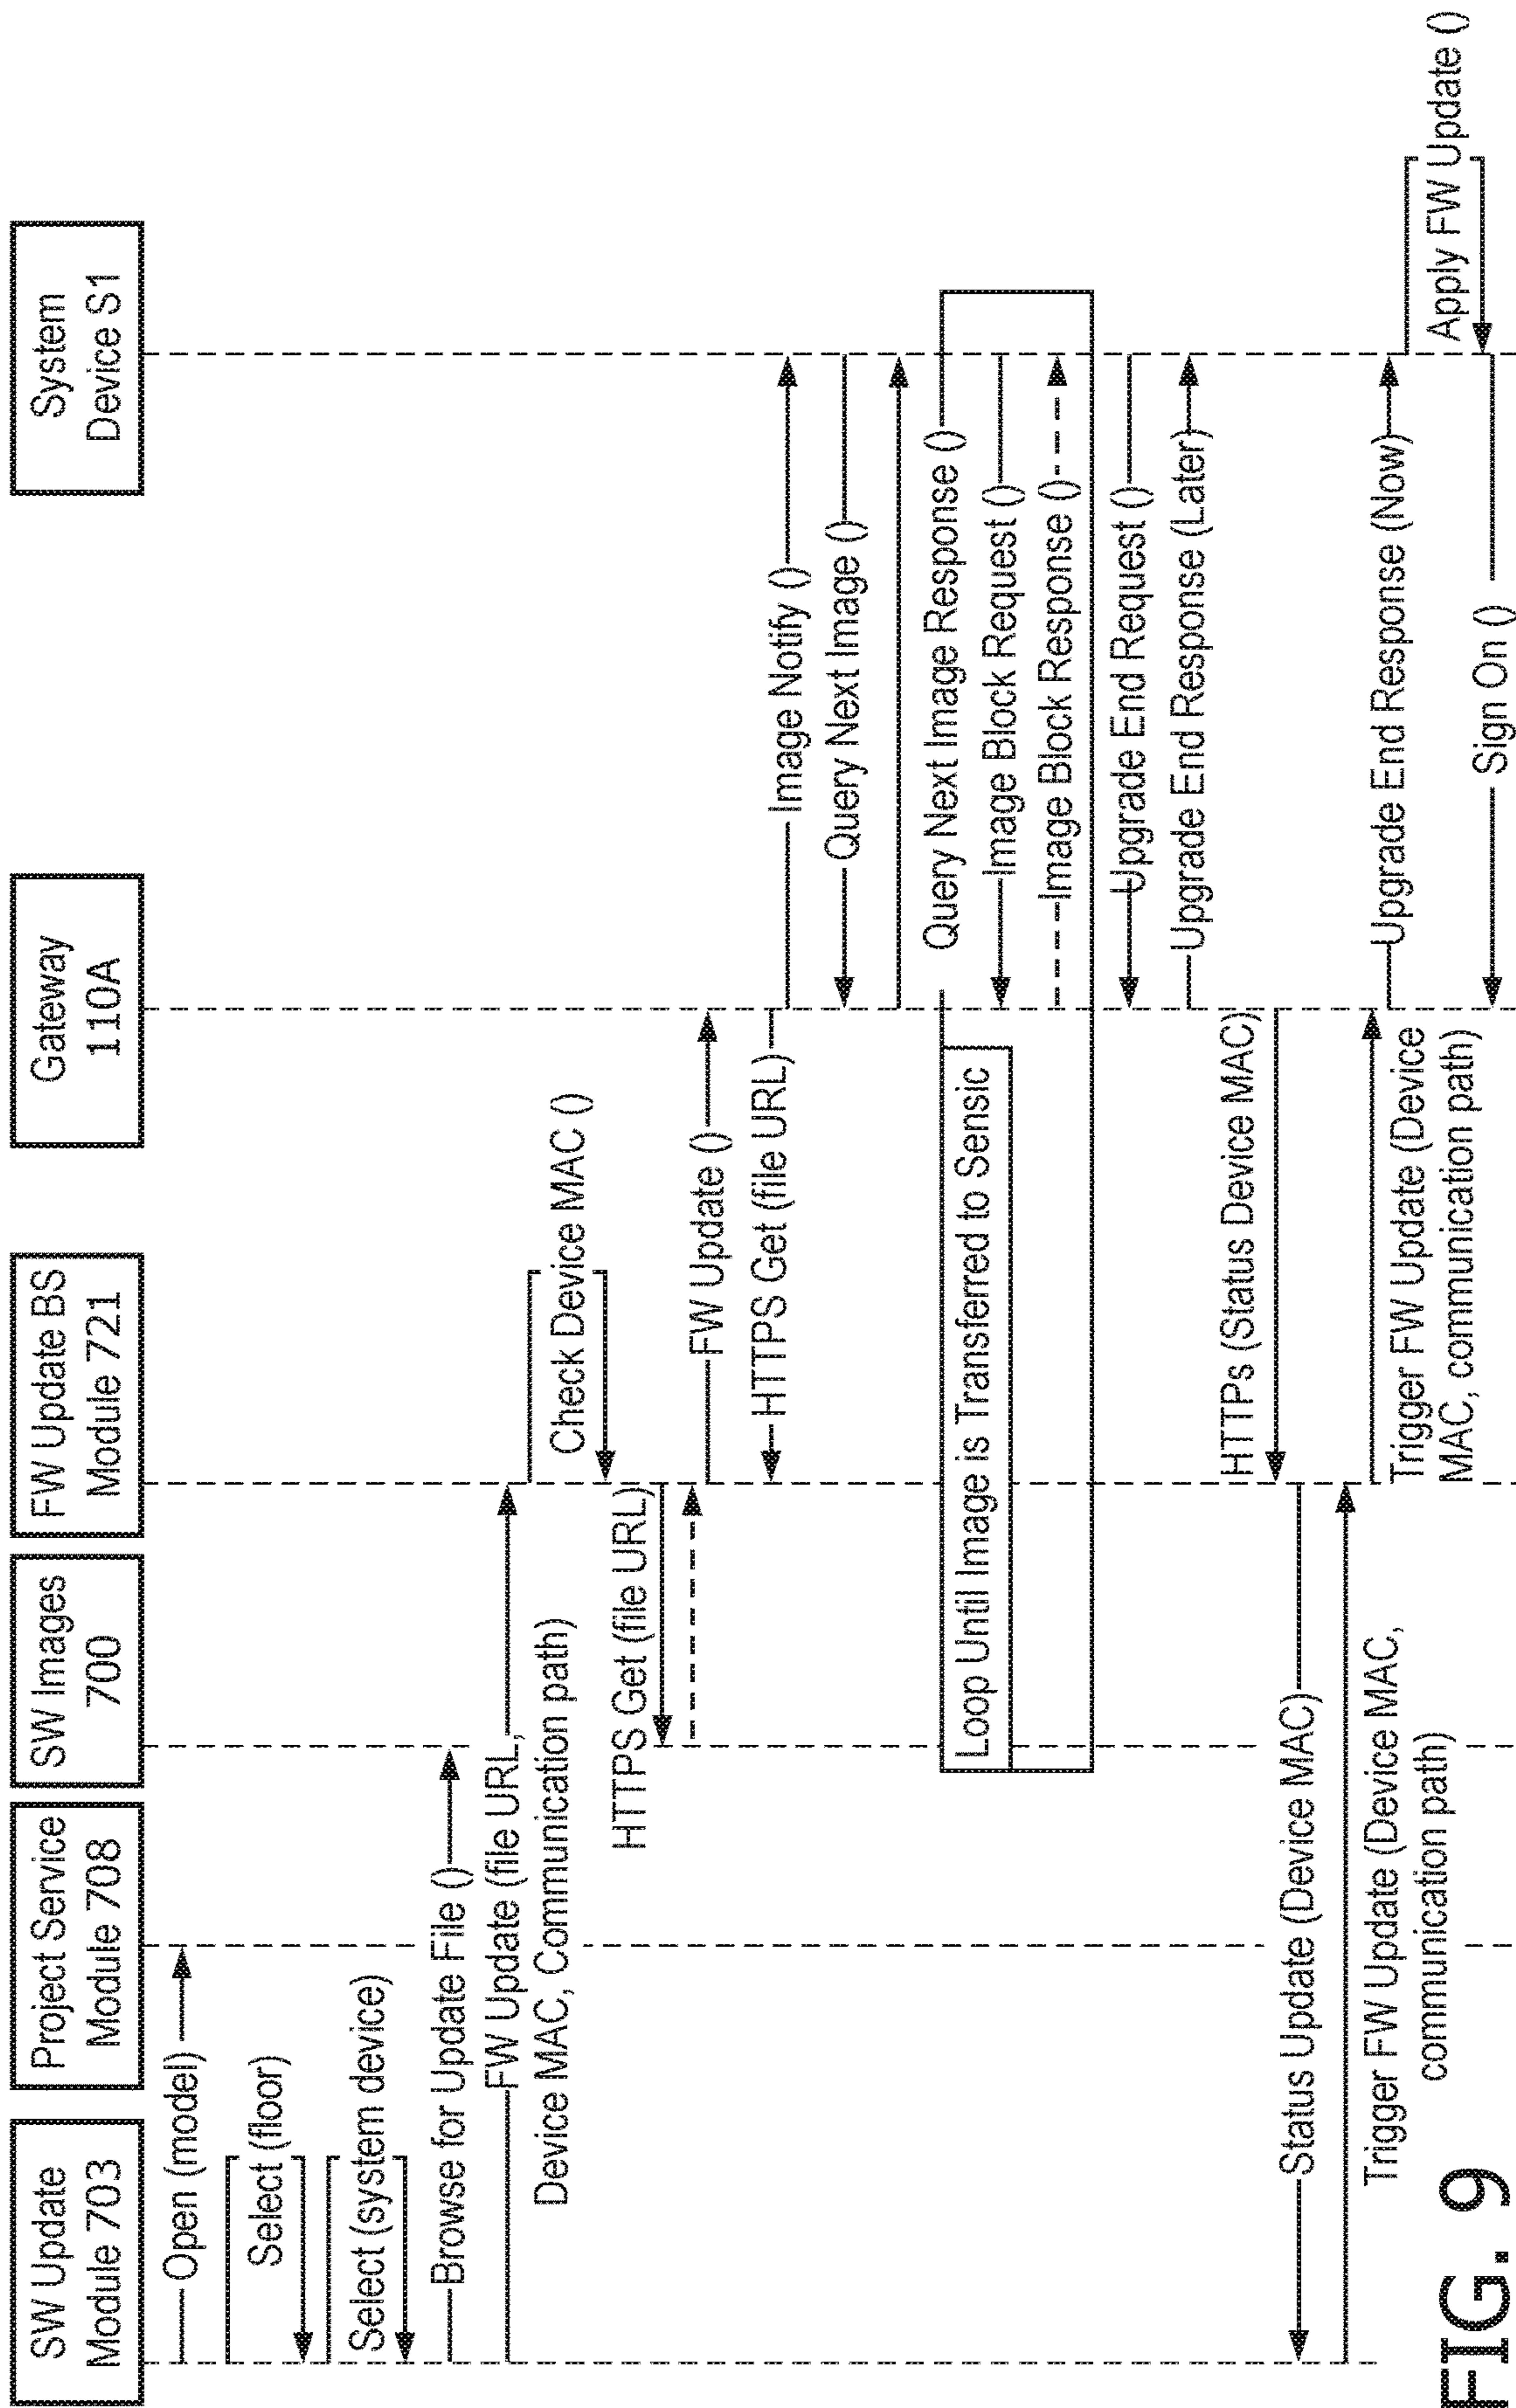 SW Update
Module 703
Project Service
Module 708
SW Images
700
FW Update BS
Module 721
Gateway
110A
System
Device S1
Open (model)
Select (floor)
Select (system device)
Browse for Update File ()
FW Update (file URL,
Device MAC, Communication path)
Check Device MAC ()
HTTPS Get (file URL)
FW Update ()
HTTPS Get (file URL)
Image Notify ()
Query Next Image ()
Query Next Image Response ()
Loop Until Image is Transferred to Sensic
Image Block Request ()
Image Block Response ()
Upgrade End Request ()
Upgrade End Response (Later)
HTTPs (Status Device MAC)
Status Update (Device MAC)
Trigger FW Update (Device MAC,
communication path)
Trigger FW Update (Device
MAC, communication path)
Upgrade End Response (Now)
Apply FW Update ()
Sign On ()
FIG. 9